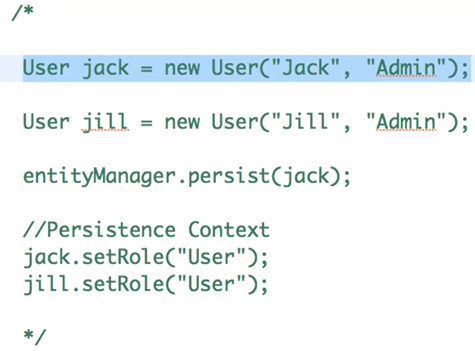 /*
User jack = new User("Jack", "Admin");
User jill = new User("Jill", "Admin");
entityManager.persist(jack);
//Persistence Context
jack.setRole("User");
jill.setRole("User");
*/